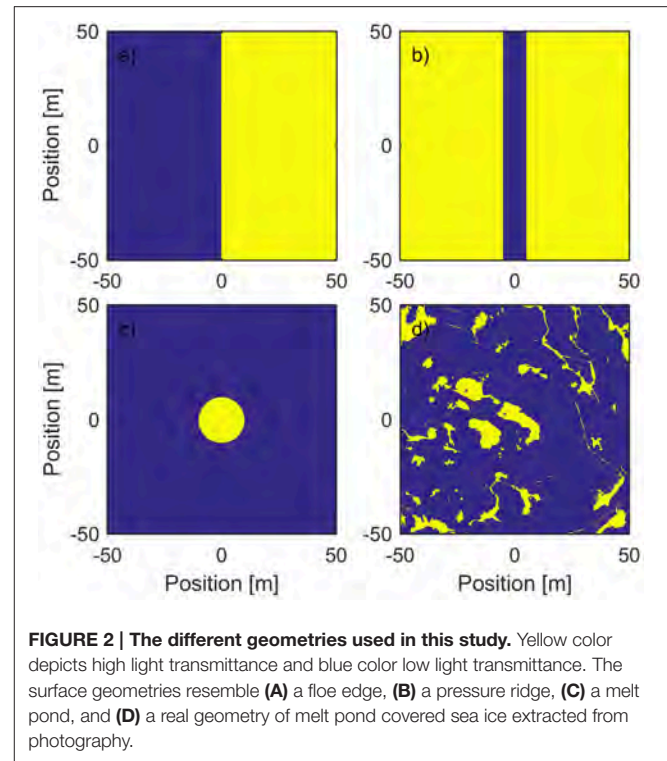 a)
b)
50
0
-50
Position [m]
-50
0
50
-50
0
50
c)
d)
50
0
-50
Position [m]
50
0
-50
-50
0
50
-50
0
50
Position [m]
Position [m]
FIGURE 2 | The different geometries used in this study. Yellow color
depicts high light transmittance and blue color low light transmittance. The
surface geometries resemble (A) a floe edge, (B) a pressure ridge, (C) a melt
pond, and (D) a real geometry of melt pond covered sea ice extracted from
photography.